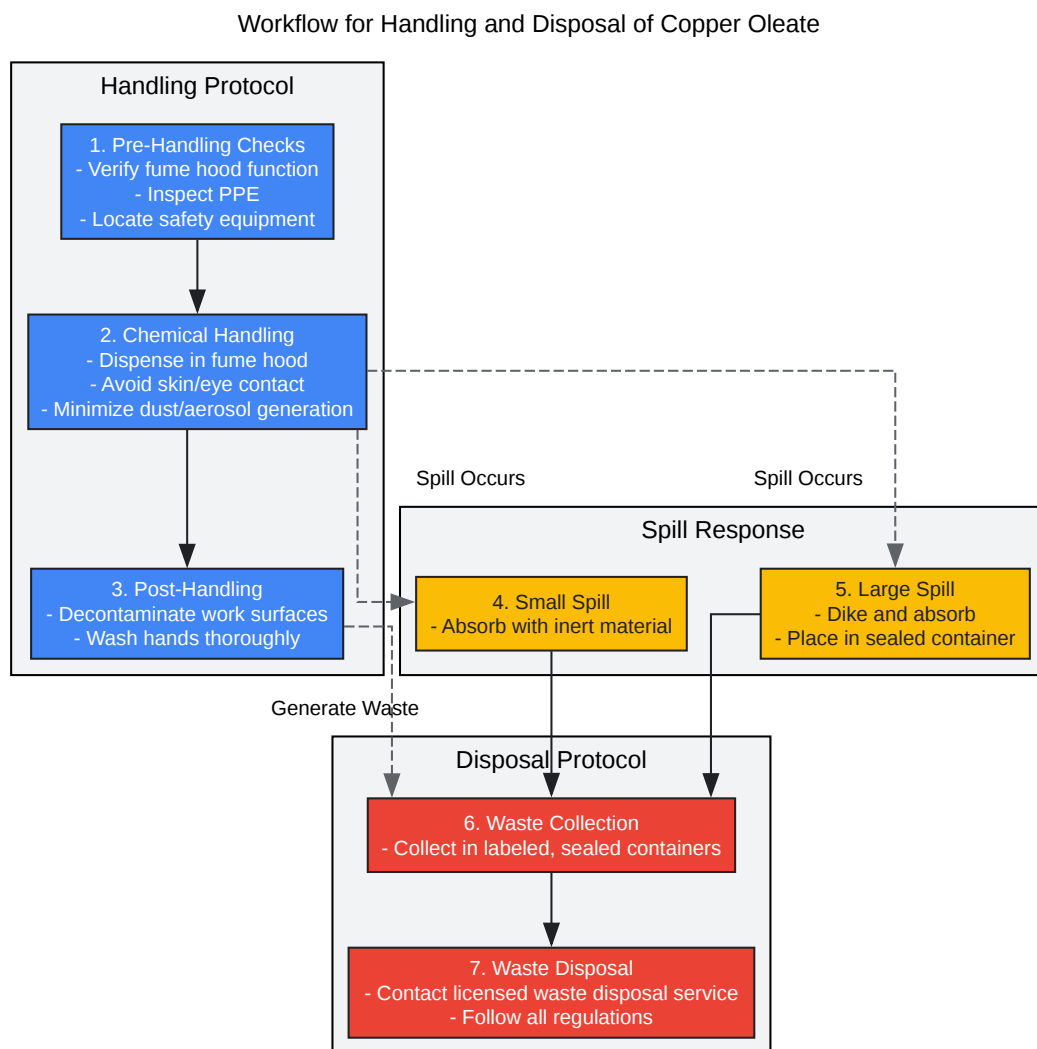 Workflow for Handling and Disposal of Copper Oleate
Handling Protocol
1. Pre-Handling Checks
- Verify fume hood function
- Inspect PPE
- Locate safety equipment
2. Chemical Handling
- Dispense in fume hood
- Avoid skin/eye contact
- Minimize dust/aerosol generation
Spill Occurs
Spill Occurs
Spill Response
3. Post-Handling
- Decontaminate work surfaces
- Wash hands thoroughly
4. Small Spill
- Absorb with inert material
5. Large Spill
- Dike and absorb
- Place in sealed container
Generate Waste
Disposal Protocol
6. Waste Collection
- Collect in labeled, sealed containers
7. Waste Disposal
- Contact licensed waste disposal service
- Follow all regulations